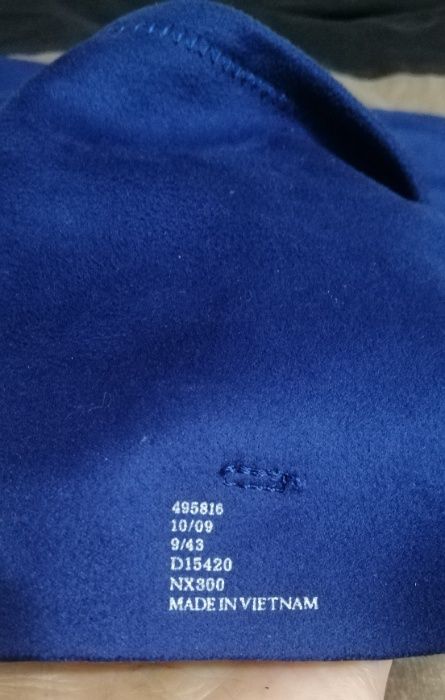 495816
10/09
9/43
D15420
NX300
MADE IN VIETNAM